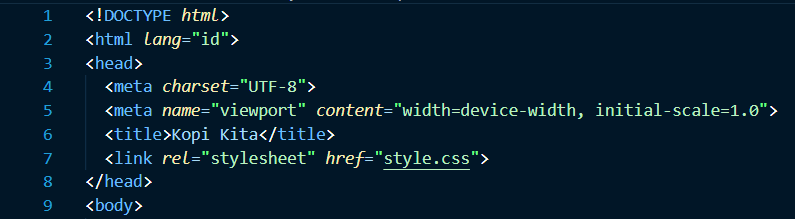 1 <!DOCTYPE html>
2 <html lang="id">
3 <head>
4 <meta charset="UTF-8">
5 <meta name="viewport" content="width=device-width, initial-scale=1.0">
6 <title>Kopi Kita</title>
7 <link rel="stylesheet" href="style.css">
8 </head>
9 <body>